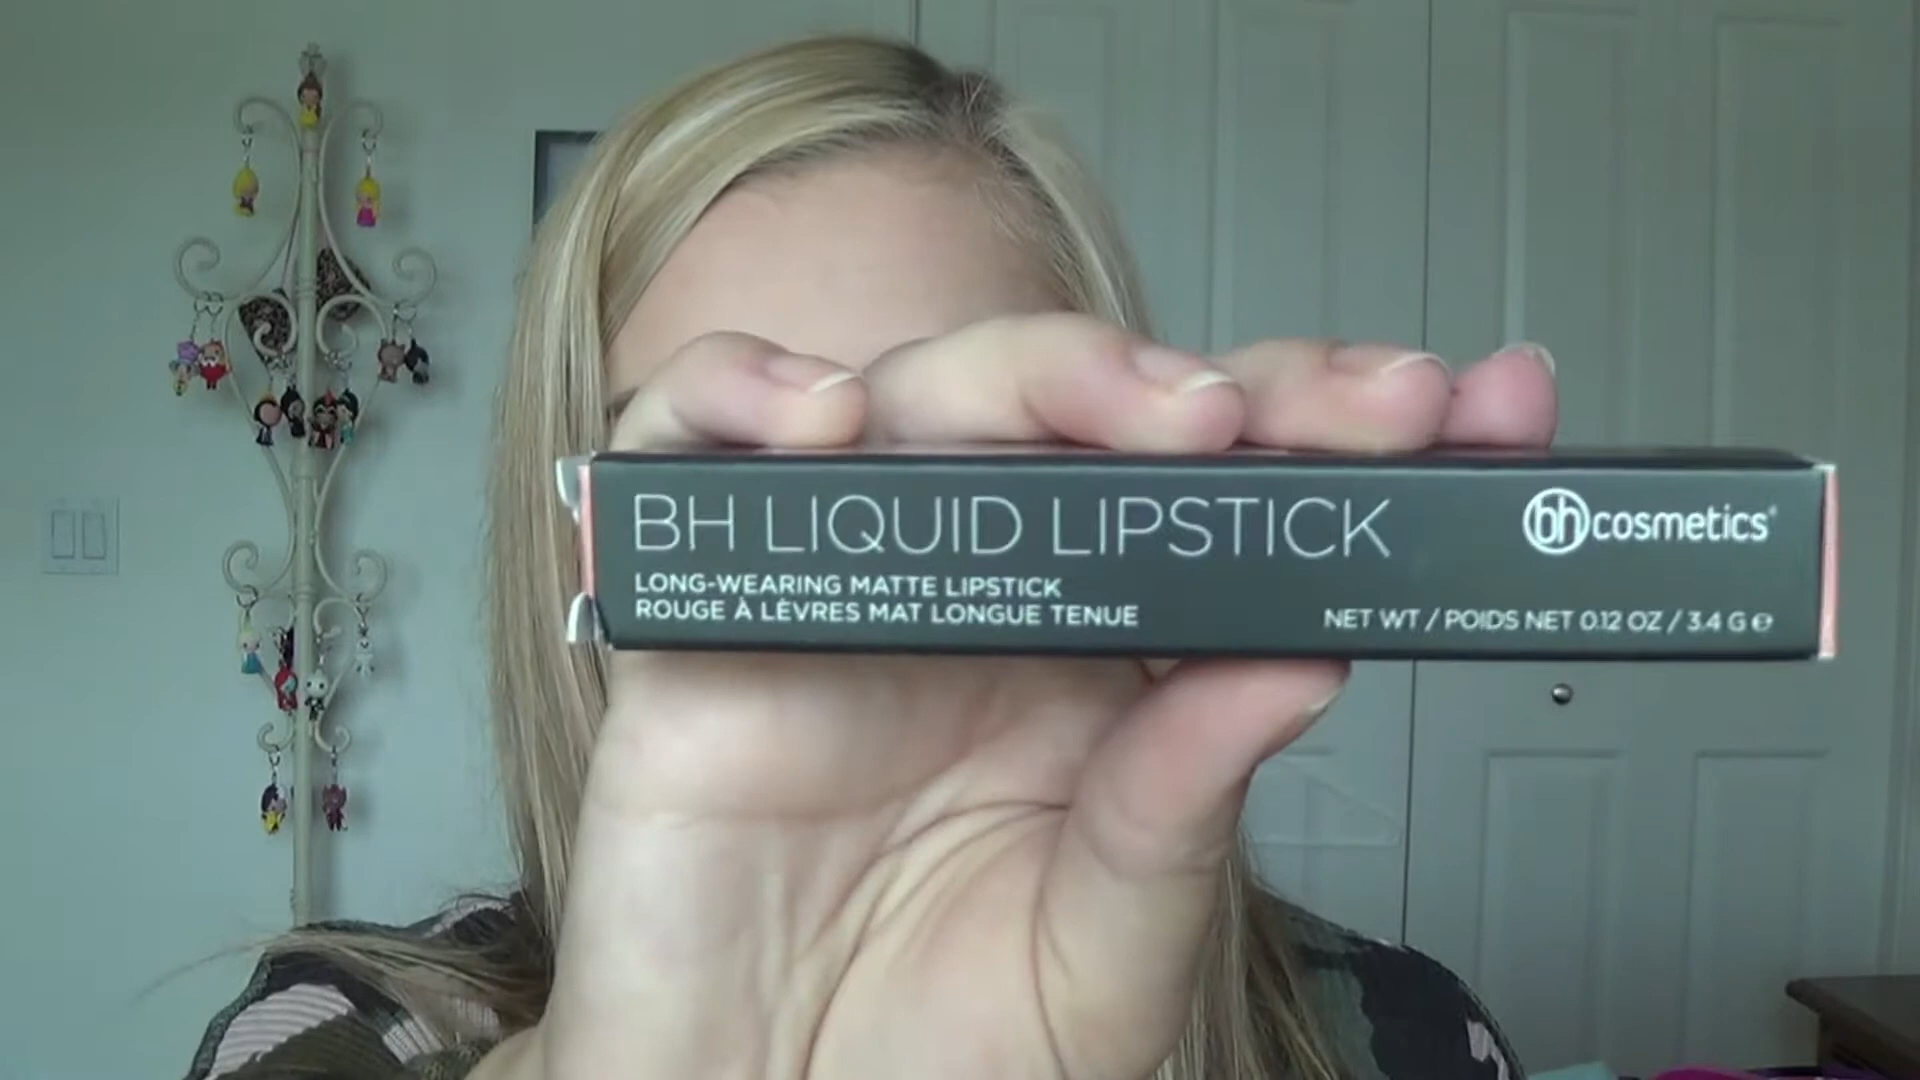 BH LIQUID LIPSTICK
bhcosmetics®
LONG-WEARING MATTE LIPSTICK
ROUGE À LÈVRES MAT LONGUE TENUE
NET WT / POIDS NET 0.12 OZ / 3.4 G ℮